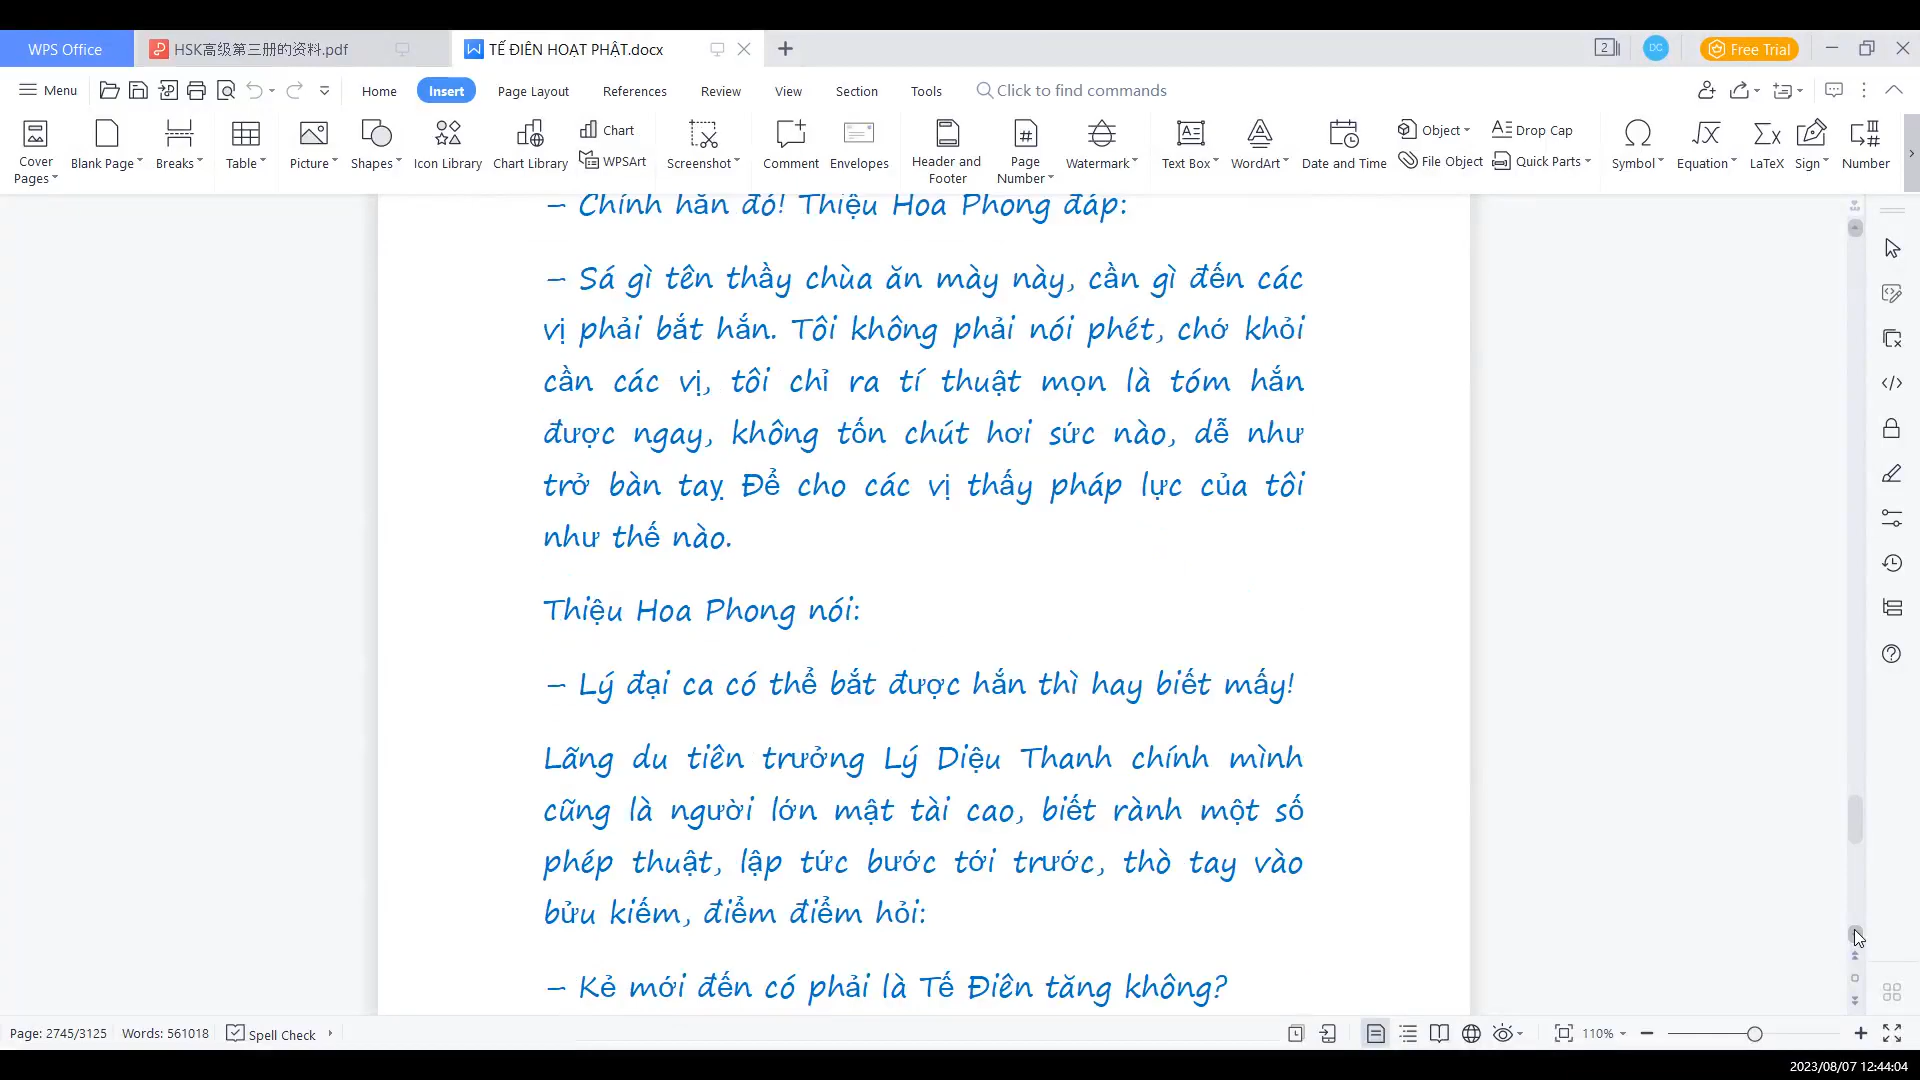 WPS Office
HSK高级第三册的资料.pdf
TẾ ĐIÊN HOẠT PHẬT.docx
2
DC
Free Trial
Menu
Home
Insert
Page Layout
References
Review
View
Section
Tools
Click to find commands
Cover Pages
Blank Page
Breaks
Table
Picture
Shapes
Icon Library
Chart Library
Chart
WPSArt
Screenshot
Comment
Envelopes
Header and Footer
Page Number
Watermark
Text Box
WordArt
Date and Time
Object
File Object
Drop Cap
Quick Parts
Symbol
Equation
LaTeX
Sign
Number
– Chính hắn đó! Thiệu Hoa Phong đáp:
– Sá gì tên thầy chùa ăn mày này, cần gì đến các
vị phải bắt hắn. Tôi không phải nói phét, chớ khỏi
cần các vị, tôi chỉ ra tí thuật mọn là tóm hắn
được ngay, không tốn chút hơi sức nào, dễ như
trở bàn tay. Để cho các vị thấy pháp lực của tôi
như thế nào.
Thiệu Hoa Phong nói:
– Lý đại ca có thể bắt được hắn thì hay biết mấy!
Lãng du tiên trưởng Lý Diệu Thanh chính mình
cũng là người lớn mật tài cao, biết rành một số
phép thuật, lập tức bước tới trước, thò tay vào
bửu kiếm, điểm điểm hỏi:
– Kẻ mới đến có phải là Tế Điên tăng không?
Page: 2745/3125
Words: 561018
Spell Check
110%
2023/08/07 12:44:04